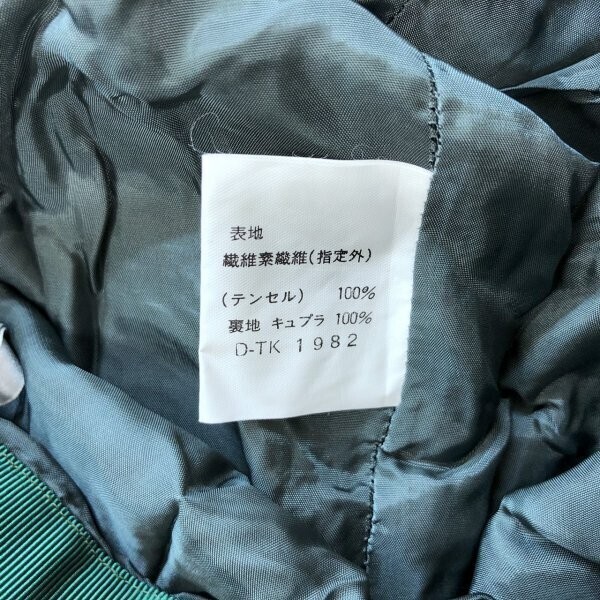 表地
繊維素繊維(指定外)
(テンセル) 100%
裏地 キュプラ 100%
D-TK 1982